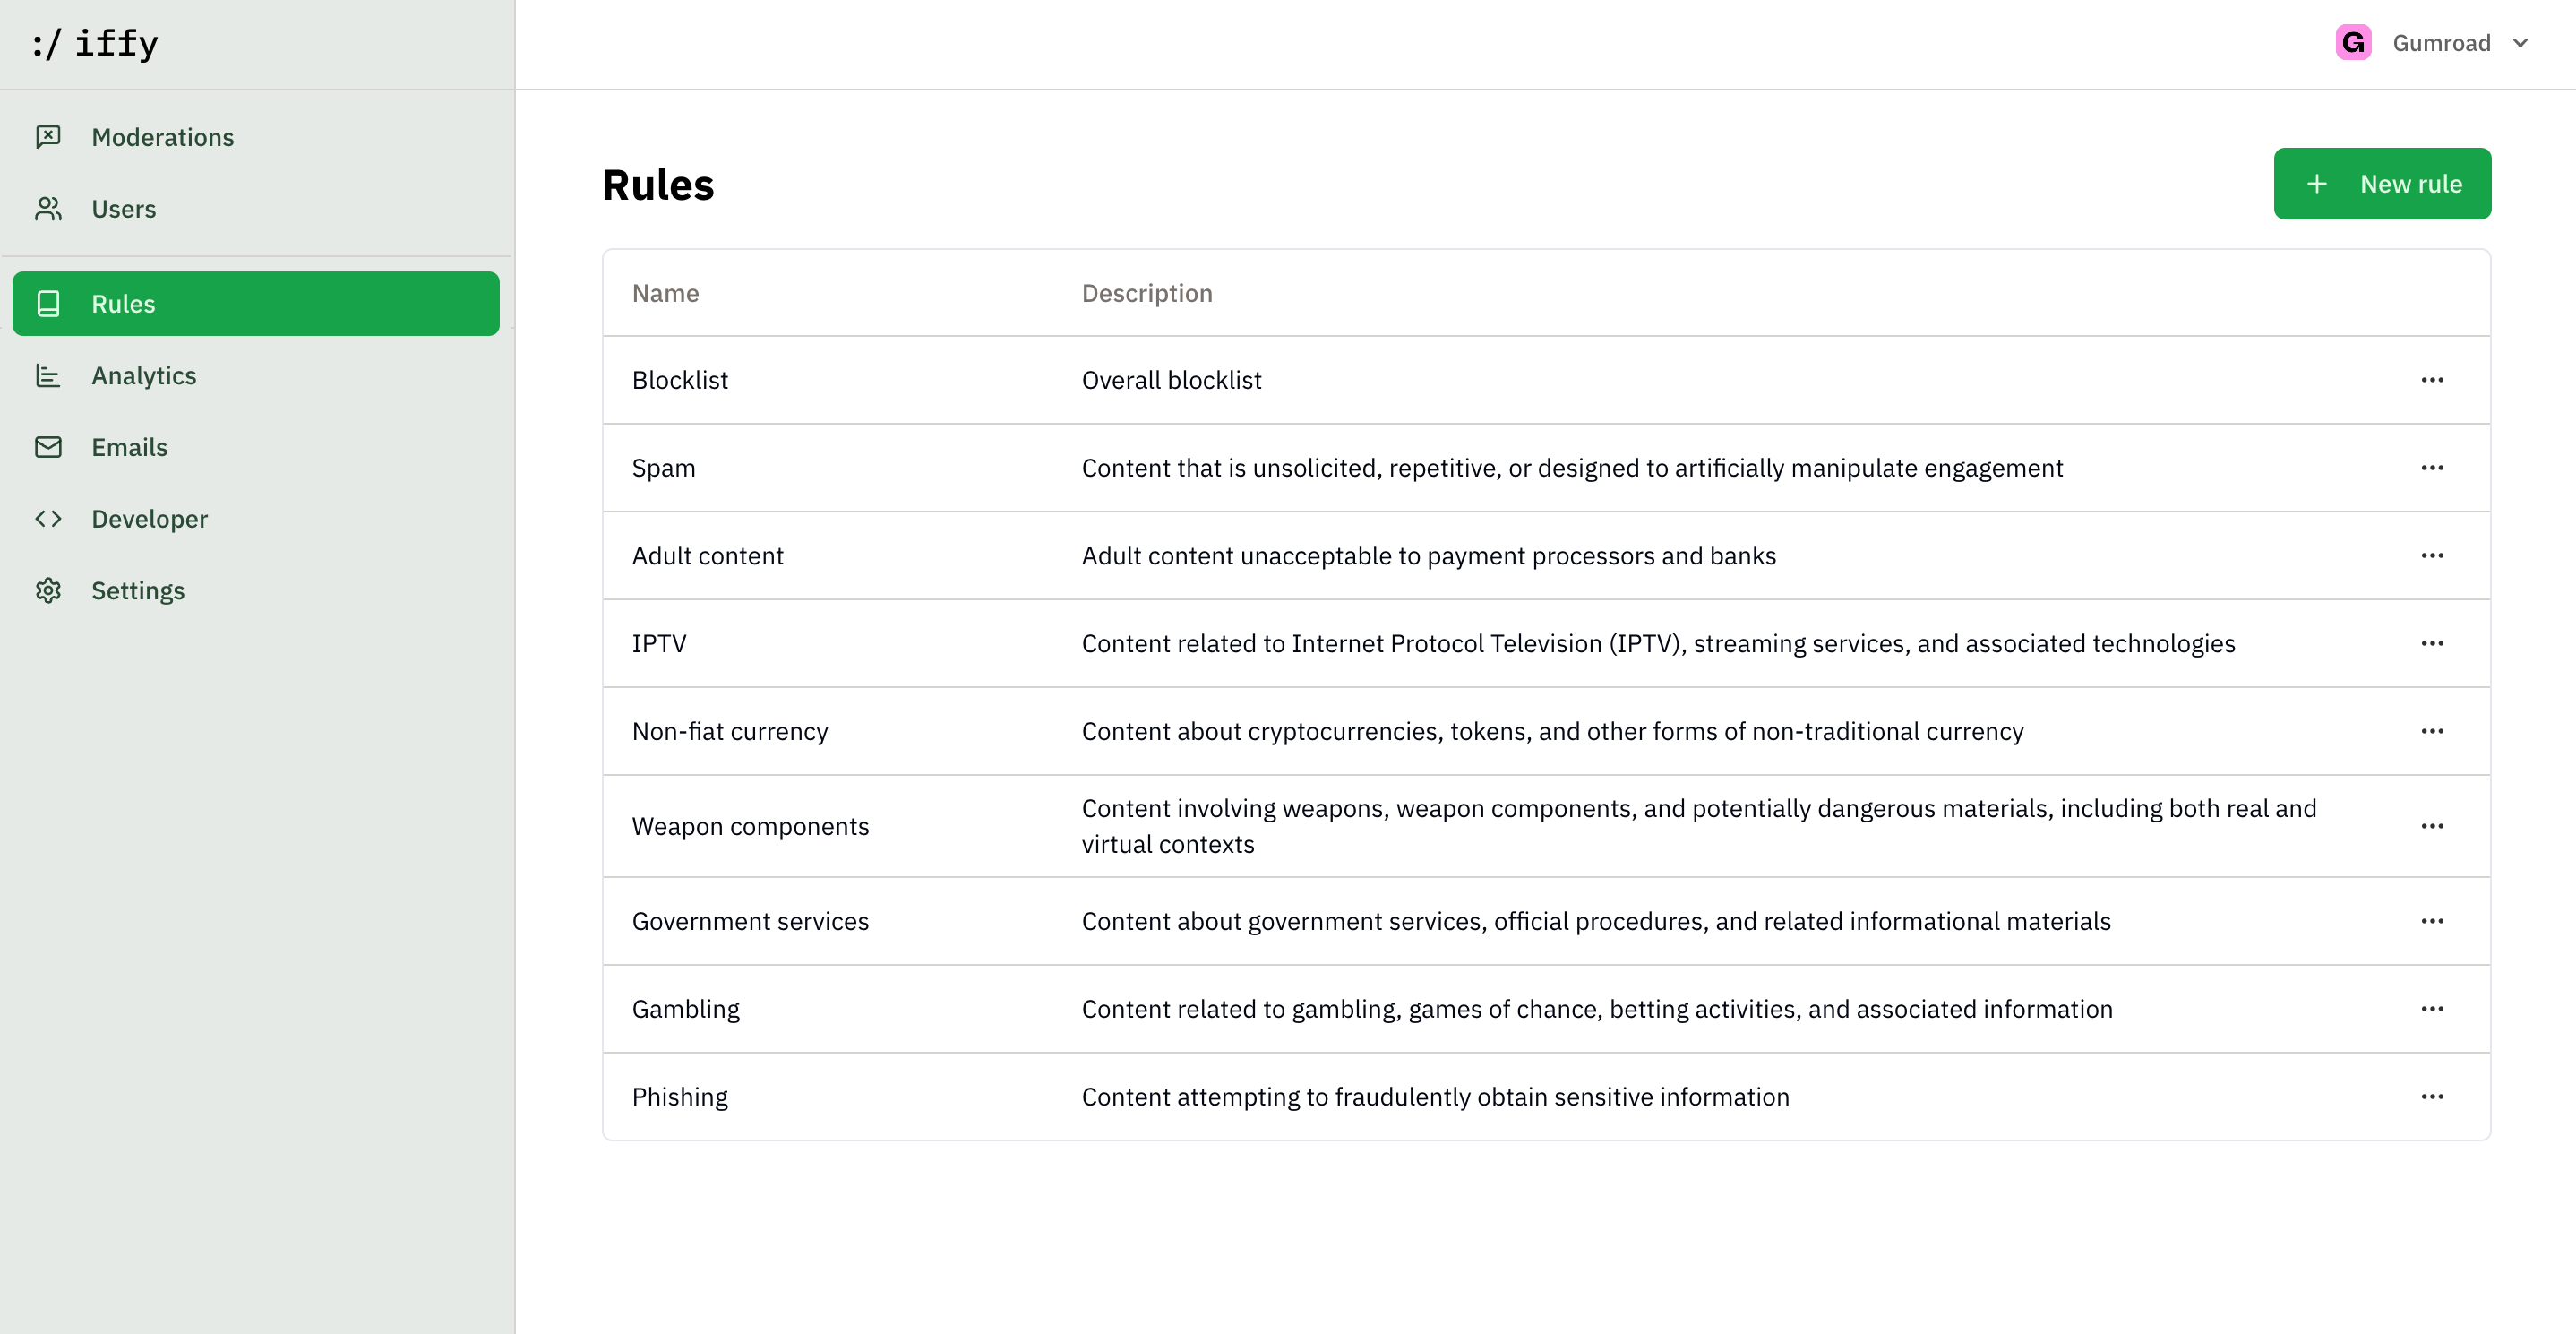 :/ iffy
Gumroad
Moderations
Users
Rules
Analytics
Emails
Developer
Settings
Rules
+ New rule
Name Description
Blocklist Overall blocklist
Spam Content that is unsolicited, repetitive, or designed to artificially manipulate engagement
Adult content Adult content unacceptable to payment processors and banks
IPTV Content related to Internet Protocol Television (IPTV), streaming services, and associated technologies
Non-fiat currency Content about cryptocurrencies, tokens, and other forms of non-traditional currency
Weapon components Content involving weapons, weapon components, and potentially dangerous materials, including both real and
virtual contexts
Government services Content about government services, official procedures, and related informational materials
Gambling Content related to gambling, games of chance, betting activities, and associated information
Phishing Content attempting to fraudulently obtain sensitive information